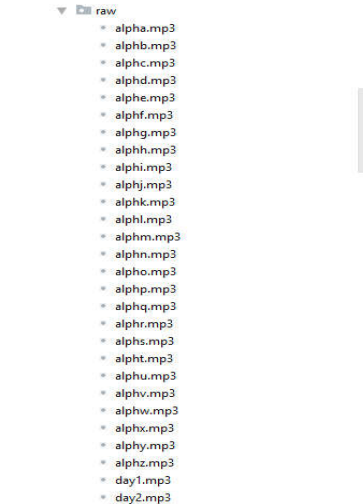 raw
alpha.mp3
alphb.mp3
alphc.mp3
alphd.mp3
alphe.mp3
alphf.mp3
alphg.mp3
alphh.mp3
alphi.mp3
alphj.mp3
alphk.mp3
alphl.mp3
alphm.mp3
alphn.mp3
alpho.mp3
alphp.mp3
alphq.mp3
alphr.mp3
alphs.mp3
alpht.mp3
alphu.mp3
alphv.mp3
alphw.mp3
alphx.mp3
alphy.mp3
alphz.mp3
day1.mp3
day2.mp3